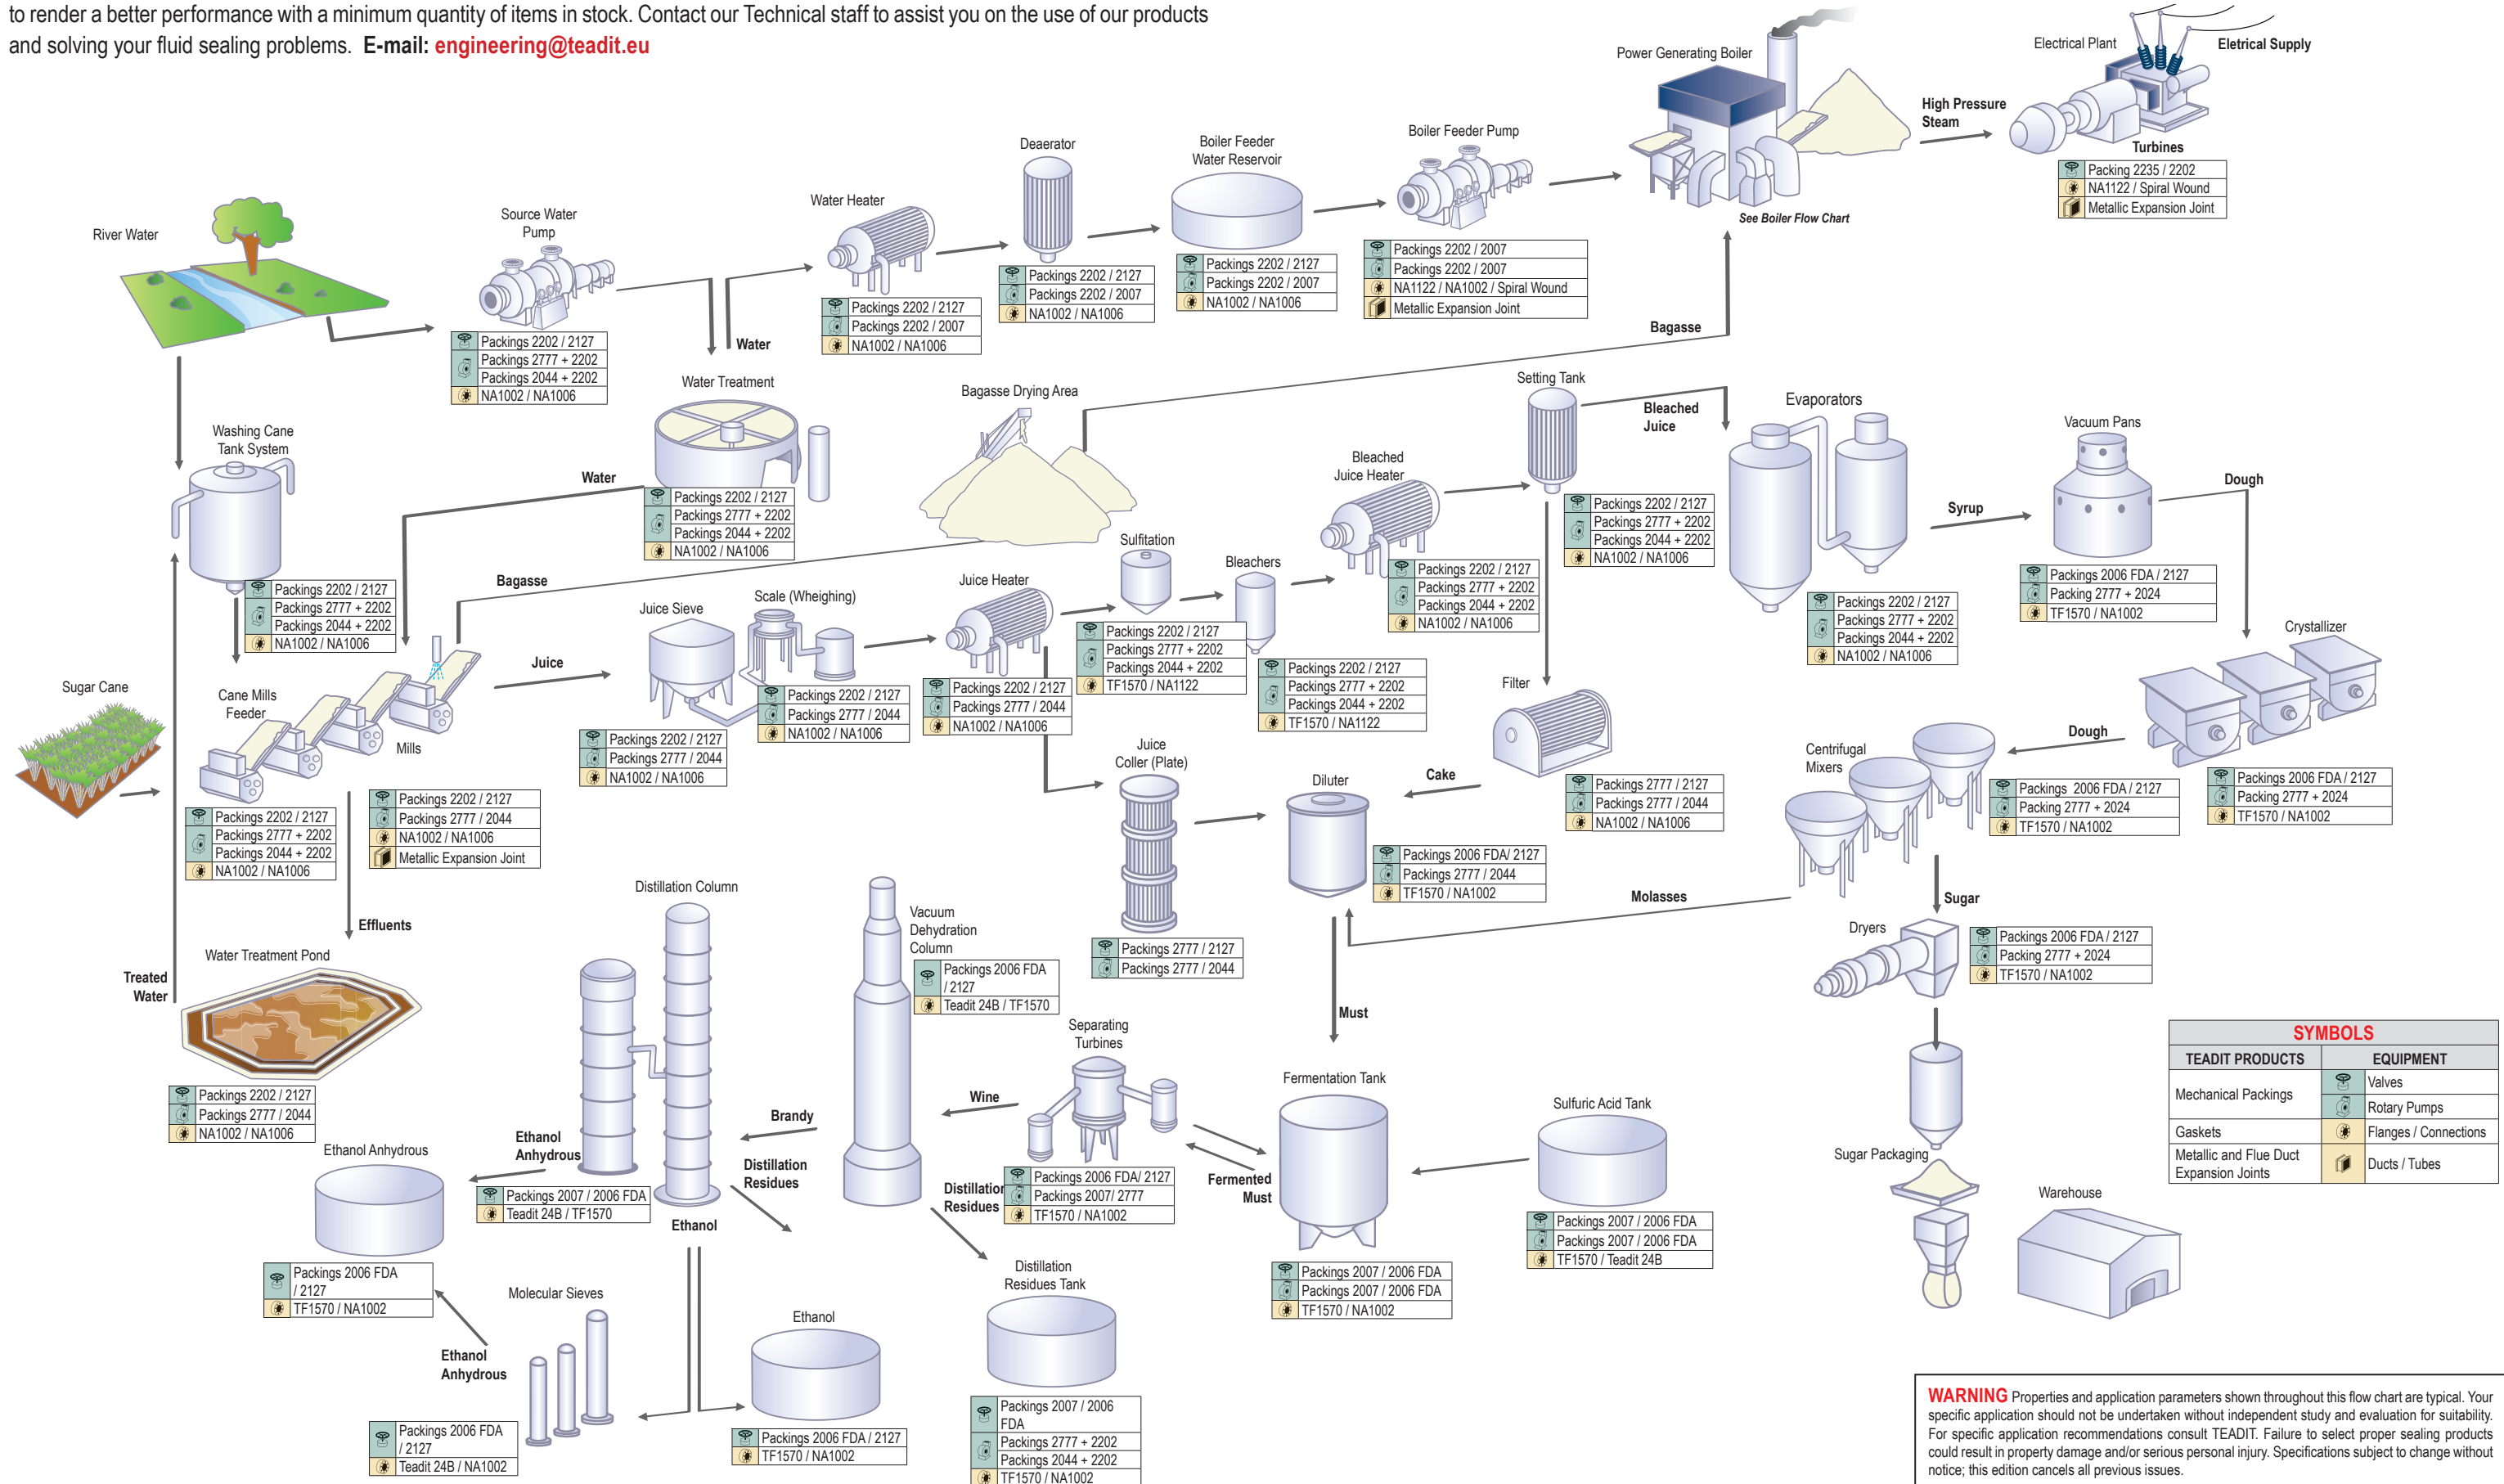 to render a better performance with a minimum quantity of items in stock. Contact our Technical staff to assist you on the use of our products
and solving your fluid sealing problems. E-mail: engineering@teadit.eu
Power Generating Boiler
See Boiler Flow Chart
High Pressure
Steam
Electrical Plant
Eletrical Supply
Turbines
Packing 2235 / 2202
NA1122 / Spiral Wound
Metallic Expansion Joint
River Water
Source Water
Pump
Packings 2202 / 2127
Packings 2777 + 2202
Packings 2044 + 2202
NA1002 / NA1006
Water
Water Heater
Packings 2202 / 2127
Packings 2202 / 2007
NA1002 / NA1006
Deaerator
Packings 2202 / 2127
Packings 2202 / 2007
NA1002 / NA1006
Boiler Feeder
Water Reservoir
Packings 2202 / 2127
Packings 2202 / 2007
NA1002 / NA1006
Boiler Feeder Pump
Packings 2202 / 2007
Packings 2202 / 2007
NA1122 / NA1002 / Spiral Wound
Metallic Expansion Joint
Bagasse
Washing Cane
Tank System
Packings 2202 / 2127
Packings 2777 + 2202
Packings 2044 + 2202
NA1002 / NA1006
Water Treatment
Water
Packings 2202 / 2127
Packings 2777 + 2202
Packings 2044 + 2202
NA1002 / NA1006
Bagasse Drying Area
Bagasse
Setting Tank
Bleached
Juice
Packings 2202 / 2127
Packings 2777 + 2202
Packings 2044 + 2202
NA1002 / NA1006
Evaporators
Packings 2202 / 2127
Packings 2777 + 2202
Packings 2044 + 2202
NA1002 / NA1006
Syrup
Vacuum Pans
Packings 2006 FDA / 2127
Packing 2777 + 2024
TF1570 / NA1002
Dough
Crystallizer
Packings 2006 FDA / 2127
Packing 2777 + 2024
TF1570 / NA1002
Sugar Cane
Cane Mills
Feeder
Packings 2202 / 2127
Packings 2777 + 2202
Packings 2044 + 2202
NA1002 / NA1006
Mills
Packings 2202 / 2127
Packings 2777 / 2044
NA1002 / NA1006
Metallic Expansion Joint
Juice
Juice Sieve
Packings 2202 / 2127
Packings 2777 / 2044
NA1002 / NA1006
Scale (Wheighing)
Packings 2202 / 2127
Packings 2777 / 2044
NA1002 / NA1006
Juice Heater
Packings 2202 / 2127
Packings 2777 / 2044
NA1002 / NA1006
Sulfitation
Packings 2202 / 2127
Packings 2777 + 2202
Packings 2044 + 2202
TF1570 / NA1122
Bleachers
Packings 2202 / 2127
Packings 2777 + 2202
Packings 2044 + 2202
TF1570 / NA1122
Bleached
Juice Heater
Packings 2202 / 2127
Packings 2777 + 2202
Packings 2044 + 2202
NA1002 / NA1006
Filter
Packings 2777 / 2127
Packings 2777 / 2044
NA1002 / NA1006
Cake
Juice
Coller (Plate)
Packings 2777 / 2127
Packings 2777 / 2044
Diluter
Packings 2006 FDA/ 2127
Packings 2777 / 2044
TF1570 / NA1002
Molasses
Must
Centrifugal
Mixers
Dough
Packings 2006 FDA / 2127
Packing 2777 + 2024
TF1570 / NA1002
Sugar
Dryers
Packings 2006 FDA / 2127
Packing 2777 + 2024
TF1570 / NA1002
Sugar Packaging
Warehouse
Effluents
Treated
Water
Water Treatment Pond
Packings 2202 / 2127
Packings 2777 / 2044
NA1002 / NA1006
Distillation Column
Packings 2007 / 2006 FDA
Teadit 24B / TF1570
Vacuum
Dehydration
Column
Packings 2006 FDA
/ 2127
Teadit 24B / TF1570
Separating
Turbines
Packings 2006 FDA/ 2127
Packings 2007/ 2777
TF1570 / NA1002
Wine
Brandy
Fermentation Tank
Packings 2007 / 2006 FDA
Packings 2007 / 2006 FDA
TF1570 / NA1002
Fermented
Must
Sulfuric Acid Tank
Packings 2007 / 2006 FDA
Packings 2007 / 2006 FDA
TF1570 / Teadit 24B
Ethanol
Anhydrous
Ethanol Anhydrous
Packings 2006 FDA
/ 2127
TF1570 / NA1002
Distillation
Residues
Distillation
Residues
Ethanol
Molecular Sieves
Ethanol
Anhydrous
Packings 2006 FDA
/ 2127
Teadit 24B / NA1002
Ethanol
Packings 2006 FDA / 2127
TF1570 / NA1002
Distillation
Residues Tank
Packings 2007 / 2006
FDA
Packings 2777 + 2202
Packings 2044 + 2202
TF1570 / NA1002
SYMBOLS
TEADIT PRODUCTS EQUIPMENT
Mechanical Packings
Valves
Rotary Pumps
Gaskets
Flanges / Connections
Metallic and Flue Duct
Expansion Joints
Ducts / Tubes
WARNING Properties and application parameters shown throughout this flow chart are typical. Your
specific application should not be undertaken without independent study and evaluation for suitability.
For specific application recommendations consult TEADIT. Failure to select proper sealing products
could result in property damage and/or serious personal injury. Specifications subject to change without
notice; this edition cancels all previous issues.